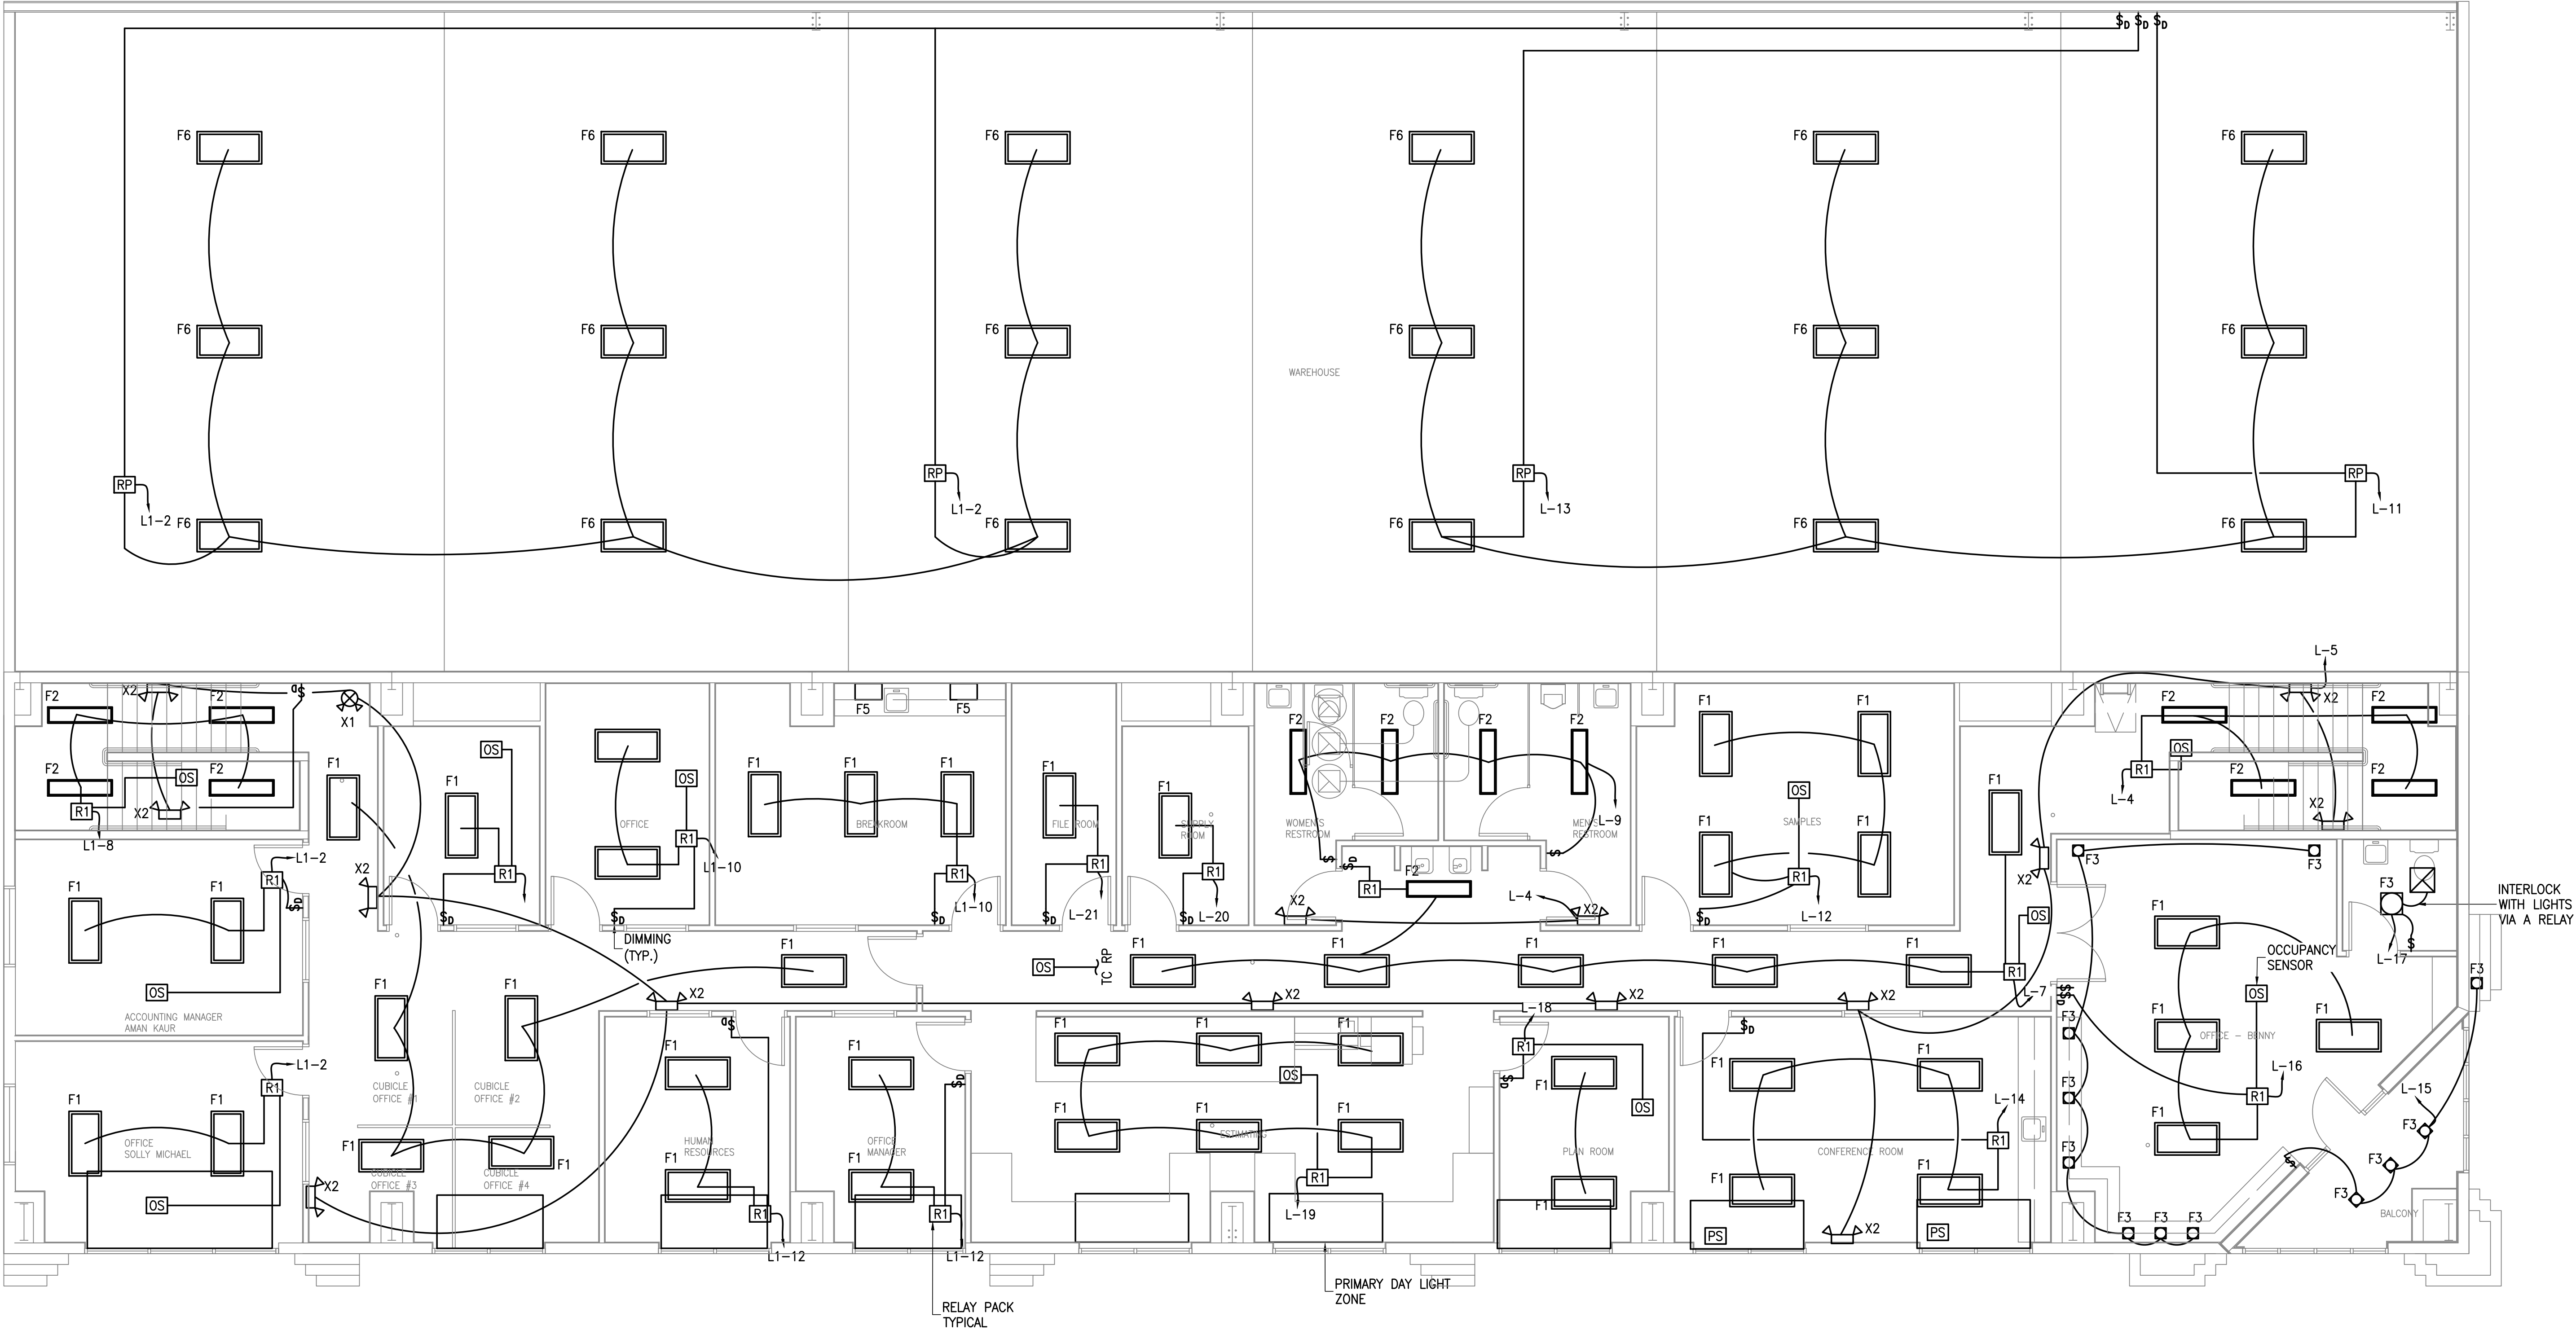 $D $D $D
F6 F6 F6 F6 F6 F6
F6 F6 F6 F6 F6 F6
WAREHOUSE
RP RP RP RP
L1-2 L1-2 L-13 L-11
F6 F6 F6 F6 F6 F6
L-5
F2 X2 F2 $D X1
F5 F5
F2 X2 F2
F2 F2 F2 F2
F1 F1
OS OS OS
F2 OS F2
R1 X2
L1-8
F1 F1
OFFICE
F1 F1 F1
BREAKROOM
F1
FILE ROOM
F1
SUPPLY
ROOM
WOMEN'S
RESTROOM
MEN'S
RESTROOM
L-9
OS
SAMPLES
F1 F1
F1
R1
L-4
F2 F2
X2
L1-2
R1
$D
X2
R1
$D
R1
L1-10
$D
R1
L1-10
$D
R1
L-21
$D
R1
L-20
$D
$ $D
R1
F2
$
X2 L-4 X2
R1
L-12
$D
X2
OS
F3 F3
F3
$
L-17
INTERLOCK
WITH LIGHTS
VIA A RELAY
F1 F1
OS
ACCOUNTING MANAGER
AMAN KAUR
DIMMING
(TYP.)
F1
OS
TC RP
F1 F1 F1 F1 F1
R1
L-7
F1
OS
OCCUPANCY
SENSOR
F3
F1 F1
X2 X2 X2 X2
$D
L-18
R1
$D
$$D
F3
OFFICE - BENNY
F1 F1
L1-2
R1
CUBICLE
OFFICE #1
CUBICLE
OFFICE #2
F1 F1
$D
F1 F1 F1
OS
F1
OS
F1 F1
L-14
R1
F3
R1
L-16
L-15
F1 F1
OFFICE
SOLLY MICHAEL
OS
F1 F1
CUBICLE
OFFICE #3
CUBICLE
OFFICE #4
X2
HUMAN
RESOURCES
F1
R1
L1-12
OFFICE
MANAGER
F1
R1
L1-12
F1 F1 F1
ESTIMATING
R1
L-19
PLAN ROOM
F1
CONFERENCE ROOM
F1 F1
PS PS
X2
F3
F1
$
F3
F3
F3
F3 F3 F3
BALCONY
PRIMARY DAY LIGHT
ZONE
RELAY PACK
TYPICAL